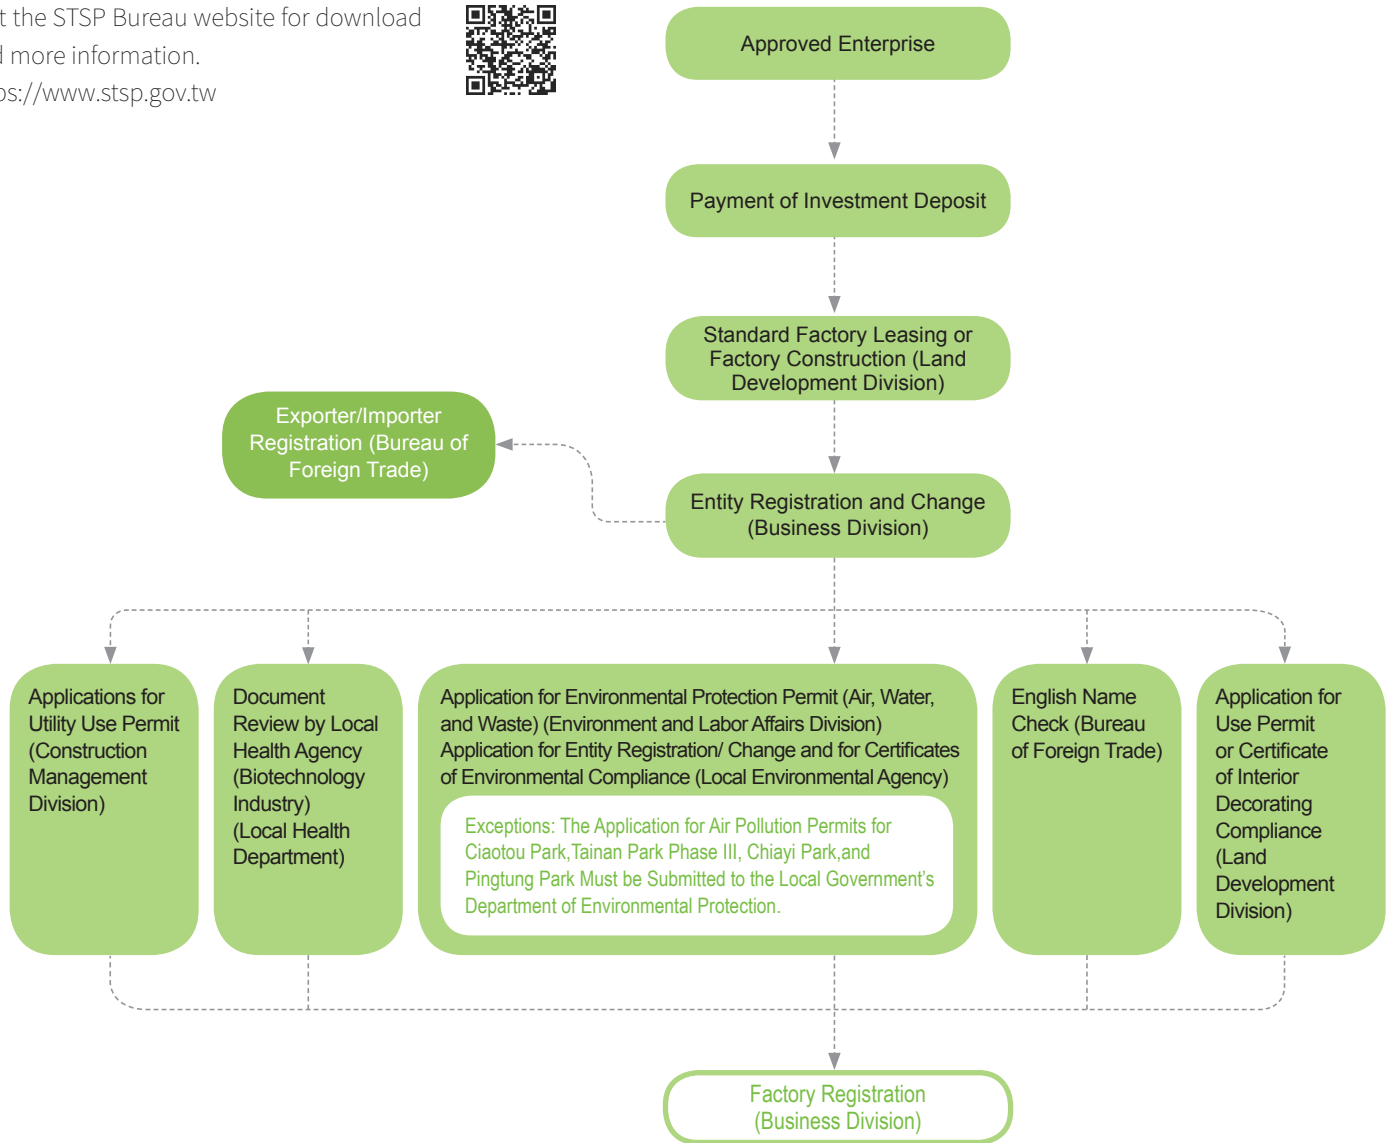 t the STSP Bureau website for download
more information.
://www.stsp.gov.tw
Approved Enterprise
Payment of Investment Deposit
Standard Factory Leasing or
Factory Construction (Land
Development Division)
Exporter/Importer
Registration (Bureau of
Foreign Trade)
Entity Registration and Change
(Business Division)
Applications for
Utility Use Permit
(Construction
Management
Division)
Document
Review by Local
Health Agency
(Biotechnology
Industry)
(Local Health
Department)
Application for Environmental Protection Permit (Air, Water,
and Waste) (Environment and Labor Affairs Division)
Application for Entity Registration/ Change and for Certificates
of Environmental Compliance (Local Environmental Agency)
Exceptions: The Application for Air Pollution Permits for
Ciaotou Park,Tainan Park Phase III, Chiayi Park,and
Pingtung Park Must be Submitted to the Local Government's
Department of Environmental Protection.
English Name
Check (Bureau
of Foreign Trade)
Application for
Use Permit
or Certificate
of Interior
Decorating
Compliance
(Land
Development
Division)
Factory Registration
(Business Division)